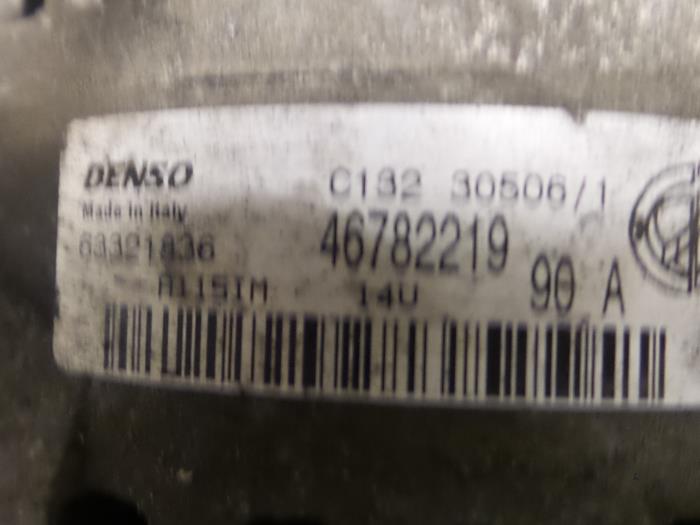 DENSO
C132 30506/1
Made in Italy
63321836
46782219
90 A
A115IM 14V